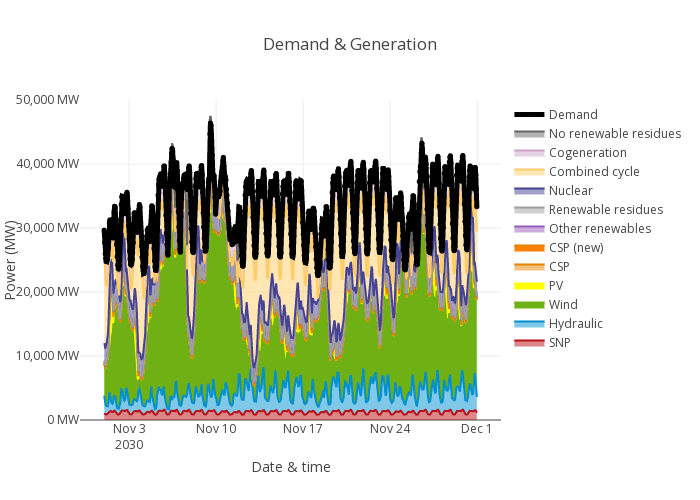 Demand & Generation
50,000 MW
40,000 MW
30,000 MW
20,000 MW
10,000 MW
0 MW
Power (MW)
Nov 3
2030
Nov 10
Nov 17
Nov 24
Dec 1
Date & time
Demand
No renewable residues
Cogeneration
Combined cycle
Nuclear
Renewable residues
Other renewables
CSP (new)
CSP
PV
Wind
Hydraulic
SNP